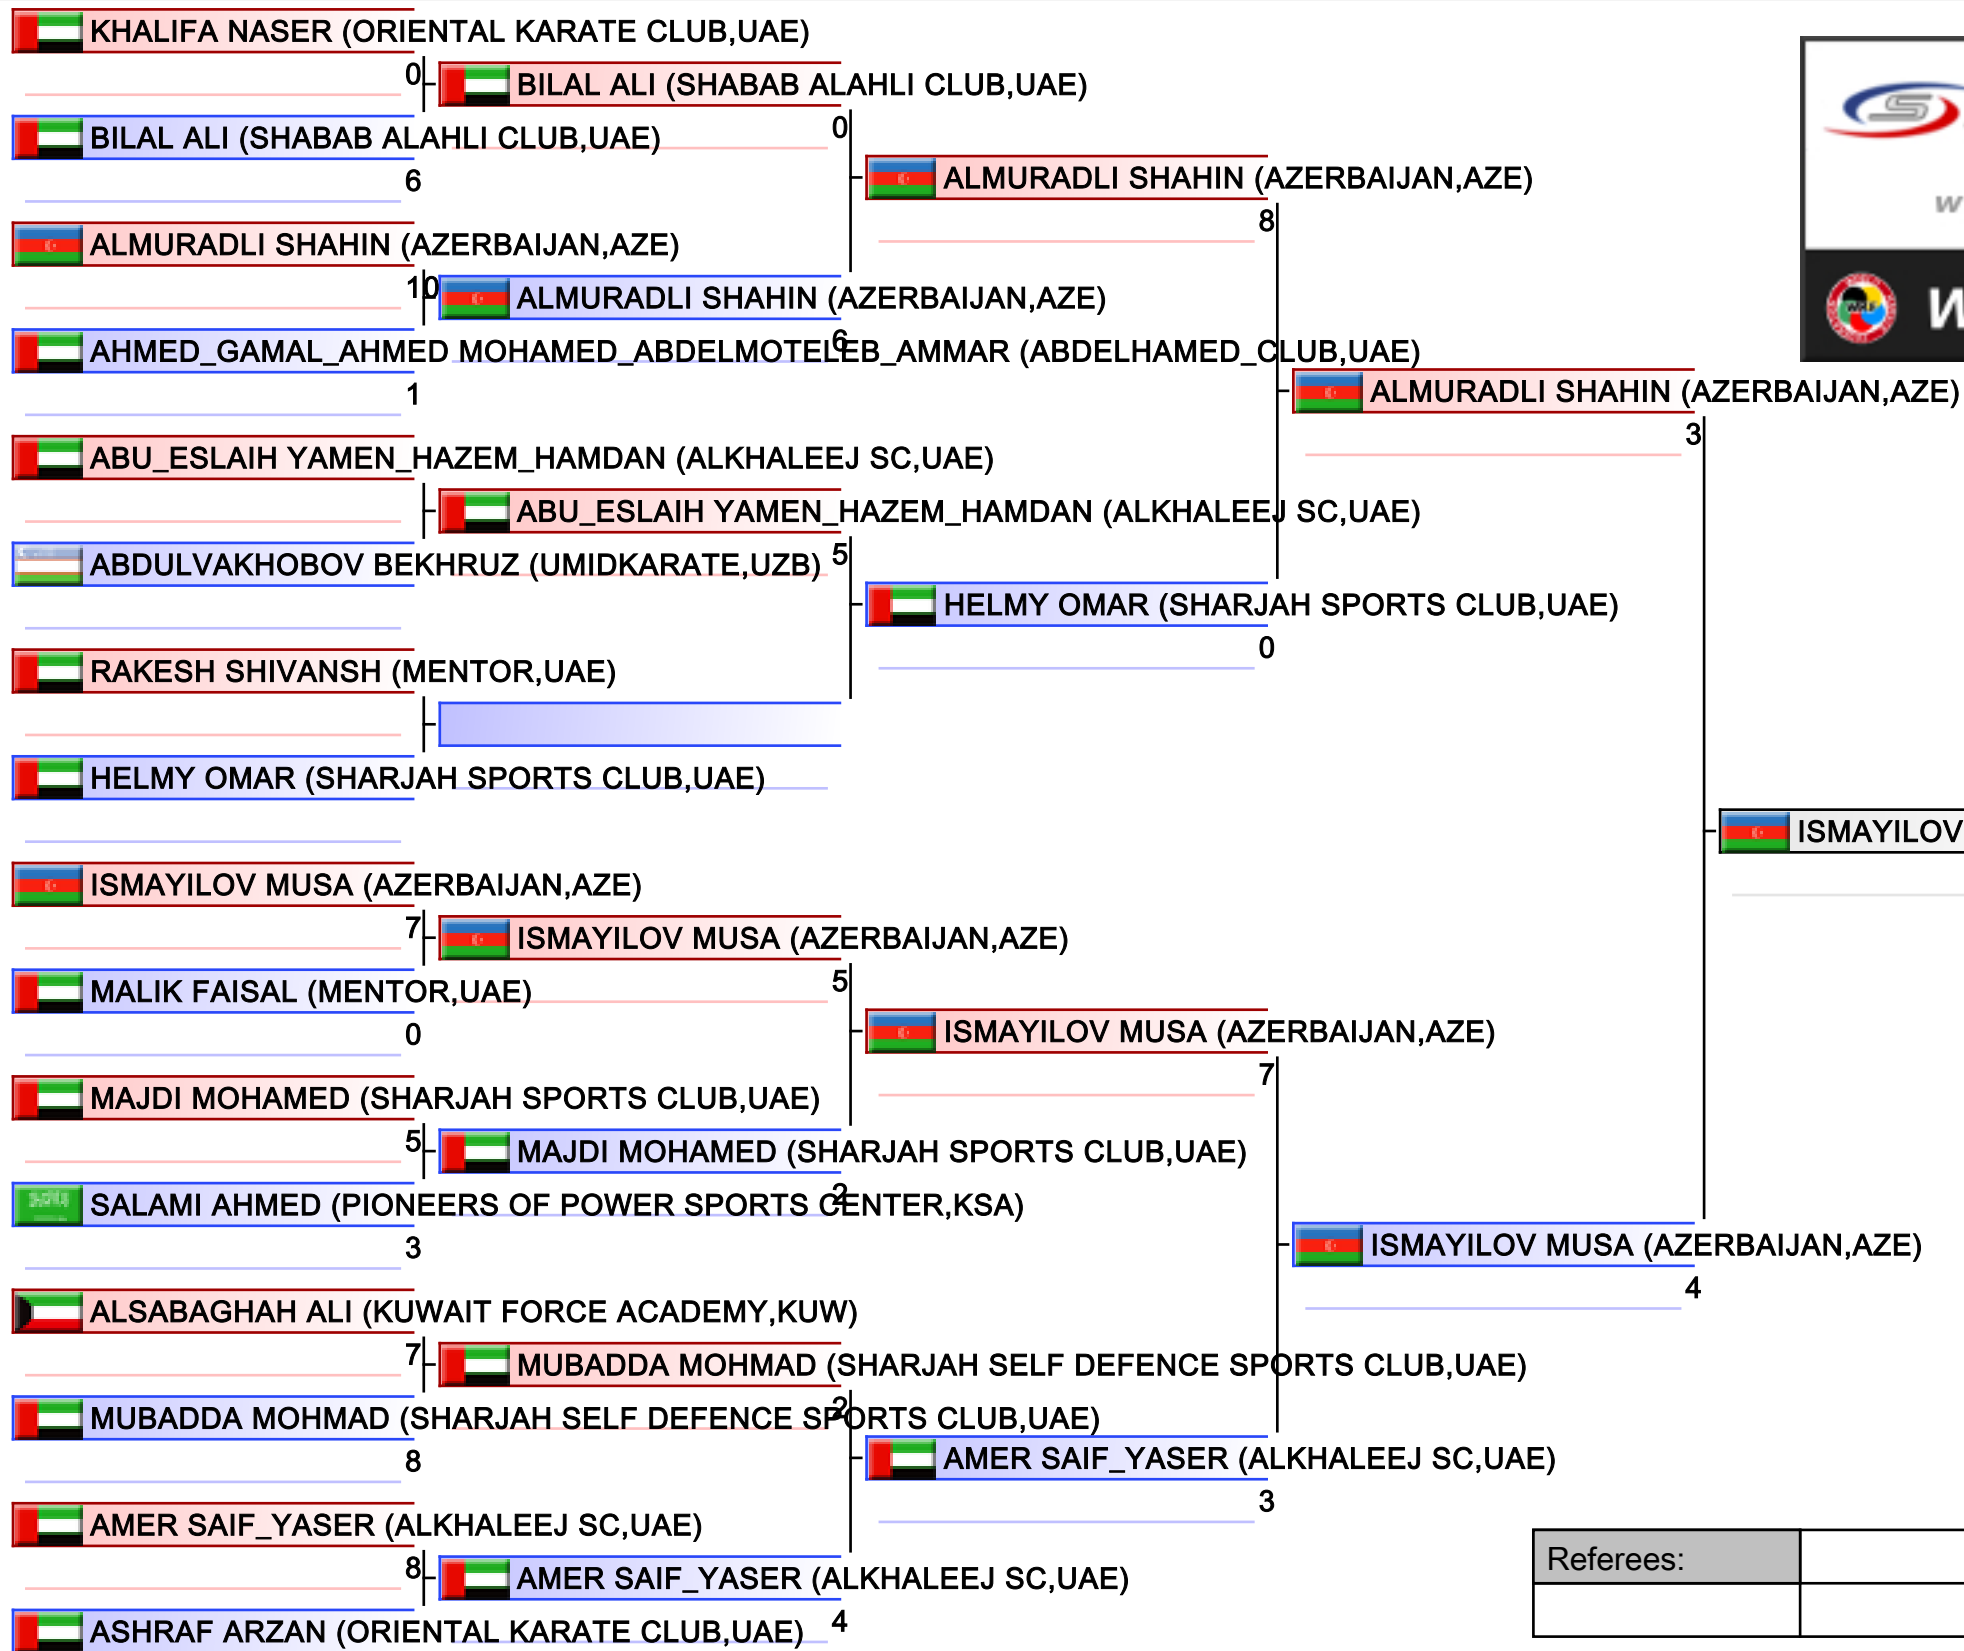 KHALIFA NASER (ORIENTAL KARATE CLUB,UAE)
0
BILAL ALI (SHABAB ALAHLI CLUB,UAE)
0
BILAL ALI (SHABAB ALAHLI CLUB,UAE)
6
ALMURADLI SHAHIN (AZERBAIJAN,AZE)
8
ALMURADLI SHAHIN (AZERBAIJAN,AZE)
10
ALMURADLI SHAHIN (AZERBAIJAN,AZE)
6
AHMED_GAMAL_AHMED MOHAMED_ABDELMOTELEB_AMMAR (ABDELHAMED_CLUB,UAE)
1
ALMURADLI SHAHIN (AZERBAIJAN,AZE)
3
ABU_ESLAIH YAMEN_HAZEM_HAMDAN (ALKHALEEJ SC,UAE)
ABU_ESLAIH YAMEN_HAZEM_HAMDAN (ALKHALEEJ SC,UAE)
5
ABDULVAKHOBOV BEKHRUZ (UMIDKARATE,UZB)
HELMY OMAR (SHARJAH SPORTS CLUB,UAE)
0
RAKESH SHIVANSH (MENTOR,UAE)
HELMY OMAR (SHARJAH SPORTS CLUB,UAE)
ISMAYILOV
ISMAYILOV MUSA (AZERBAIJAN,AZE)
7
ISMAYILOV MUSA (AZERBAIJAN,AZE)
5
MALIK FAISAL (MENTOR,UAE)
0
ISMAYILOV MUSA (AZERBAIJAN,AZE)
7
MAJDI MOHAMED (SHARJAH SPORTS CLUB,UAE)
5
MAJDI MOHAMED (SHARJAH SPORTS CLUB,UAE)
2
SALAMI AHMED (PIONEERS OF POWER SPORTS CENTER,KSA)
3
ISMAYILOV MUSA (AZERBAIJAN,AZE)
4
ALSABAGHAH ALI (KUWAIT FORCE ACADEMY,KUW)
7
MUBADDA MOHMAD (SHARJAH SELF DEFENCE SPORTS CLUB,UAE)
2
MUBADDA MOHMAD (SHARJAH SELF DEFENCE SPORTS CLUB,UAE)
8
AMER SAIF_YASER (ALKHALEEJ SC,UAE)
3
AMER SAIF_YASER (ALKHALEEJ SC,UAE)
8
AMER SAIF_YASER (ALKHALEEJ SC,UAE)
4
ASHRAF ARZAN (ORIENTAL KARATE CLUB,UAE)
Referees: